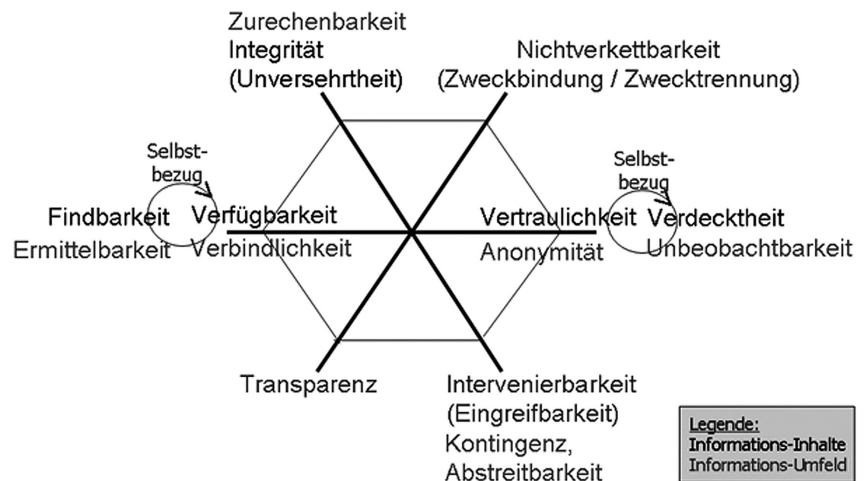 Zurechenbarkeit
Integrität
(Unversehrtheit)
Nichtverkettbarkeit
(Zweckbindung / Zwecktrennung)
Selbst-
bezug
Findbarkeit
Ermittelbarkeit
Verfügbarkeit
Verbindlichkeit
Vertraulichkeit
Anonymität
Selbst-
bezug
Verdecktheit
Unbeobachtbarkeit
Transparenz
Intervenierbarkeit
(Eingreifbarkeit)
Kontingenz,
Abstreitbarkeit
Legende:
Informations-Inhalte
Informations-Umfeld